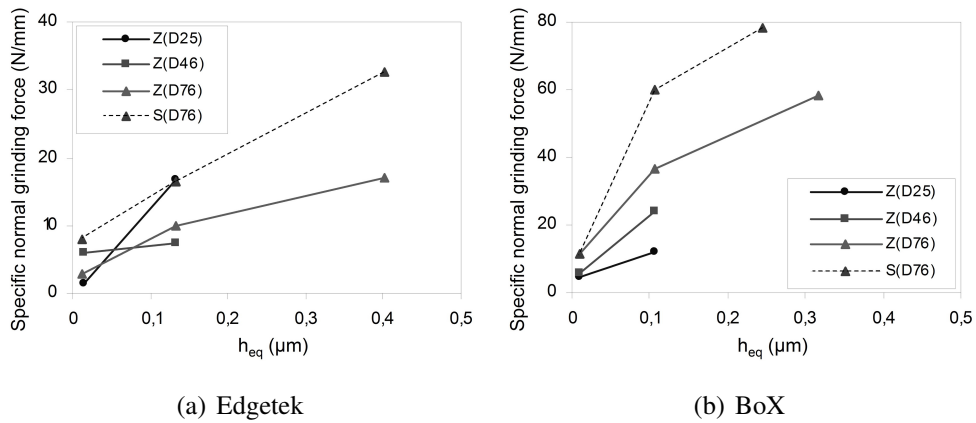 Specific normal grinding force (N/mm)
40
30
20
10
0
Z(D25)
Z(D46)
Z(D76)
S(D76)
0 0,1 0,2 0,3 0,4 0,5
heq (µm)
(a) Edgetek
Specific normal grinding force (N/mm)
80
60
40
20
0
Z(D25)
Z(D46)
Z(D76)
S(D76)
0 0,1 0,2 0,3 0,4 0,5
heq (µm)
(b) BoX